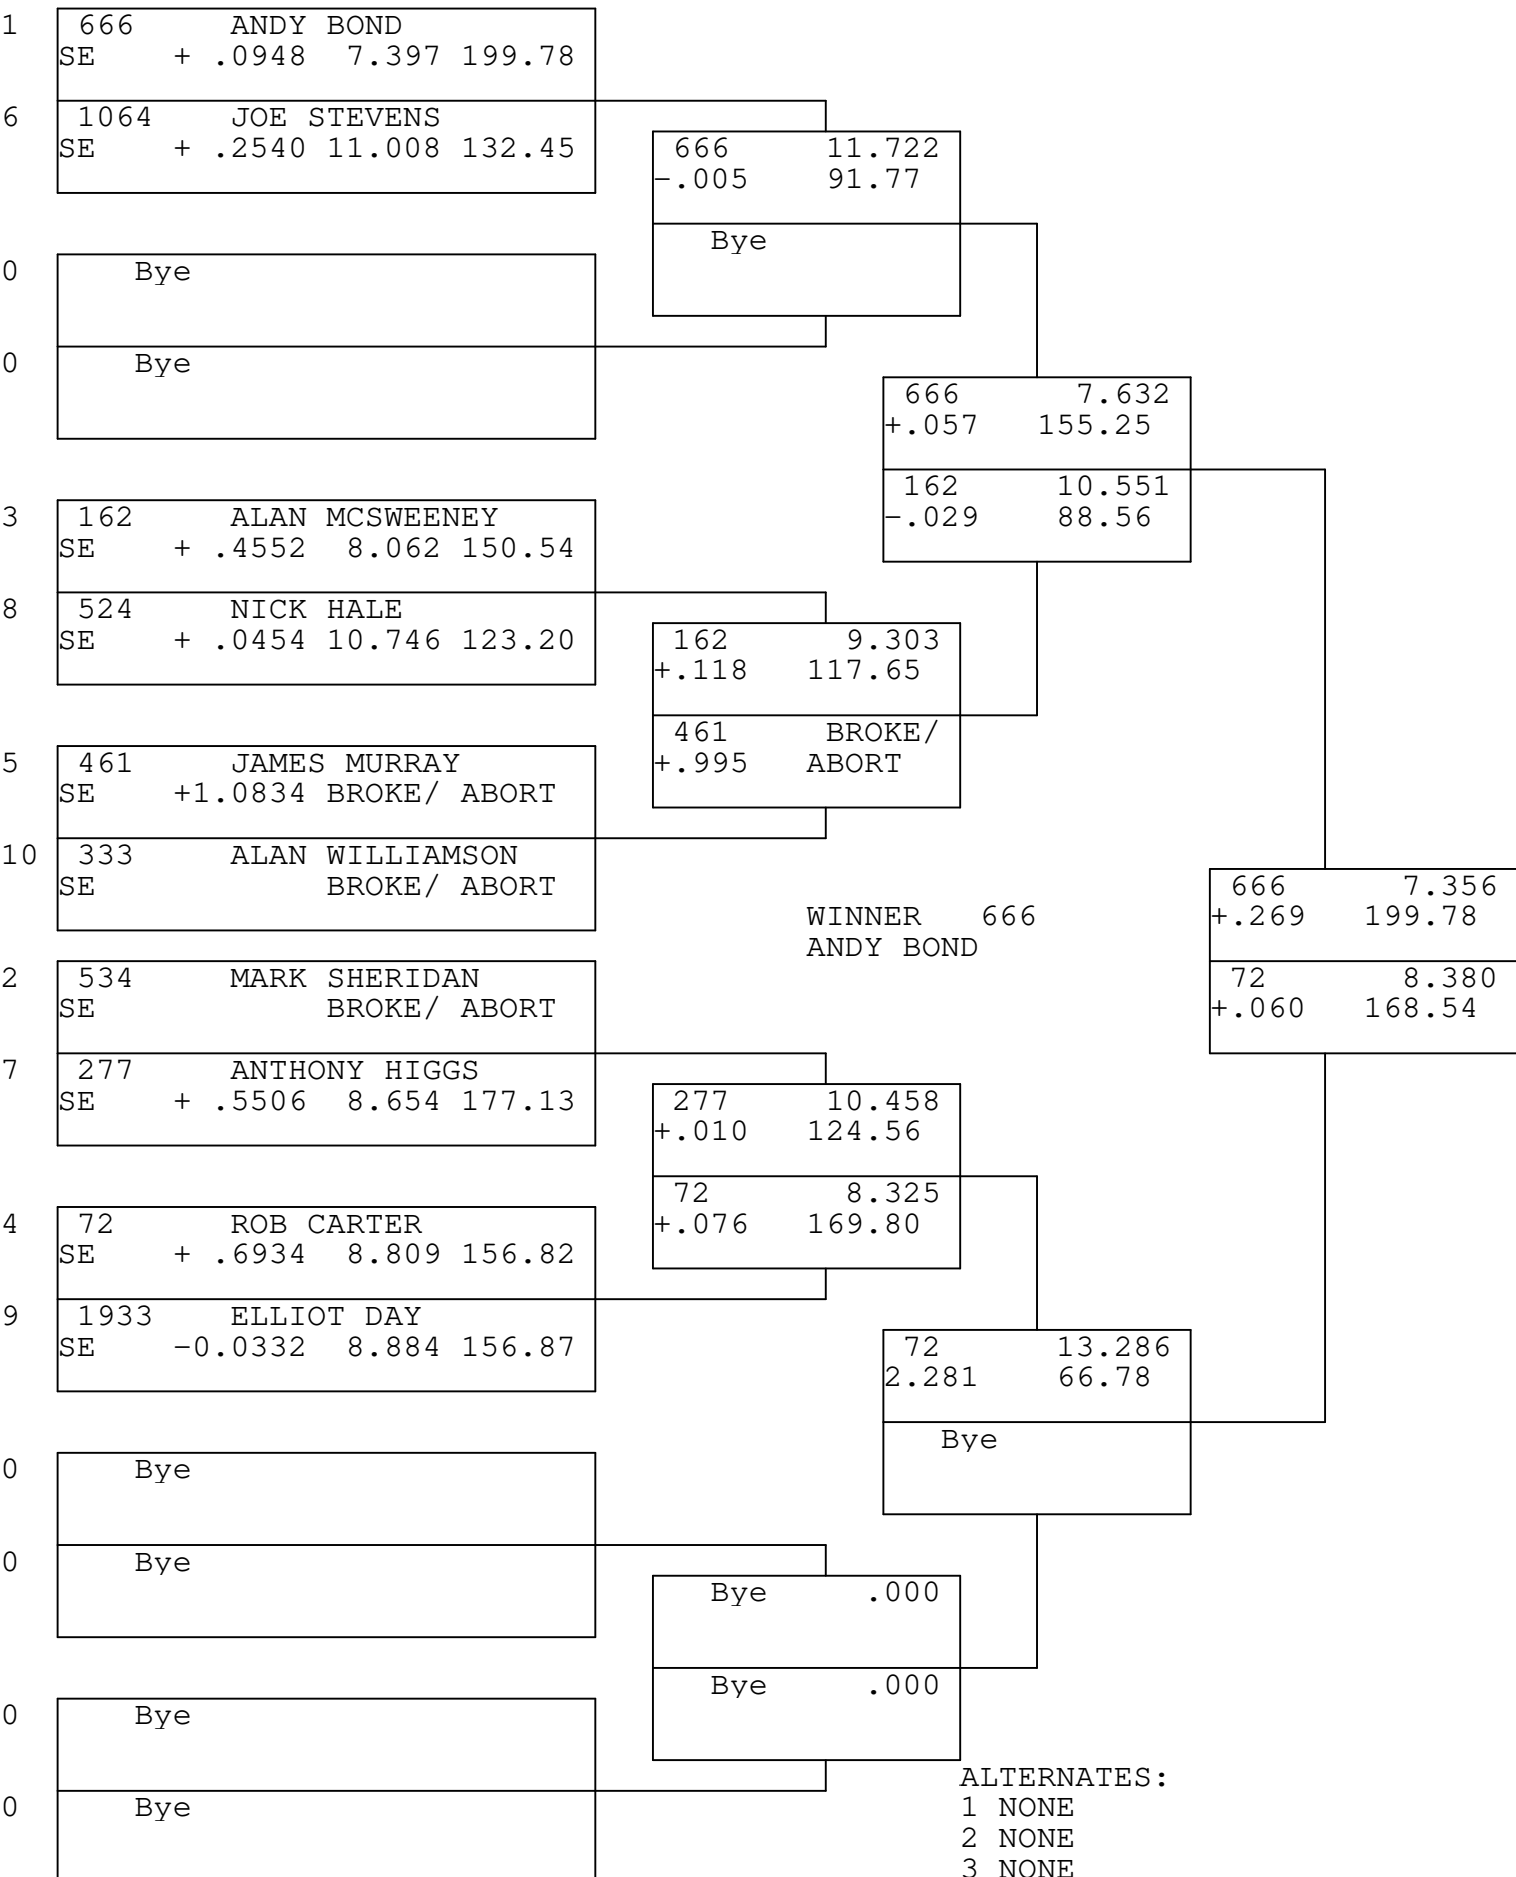 1 666 ANDY BOND
SE + .0948 7.397 199.78
6 1064 JOE STEVENS
SE + .2540 11.008 132.45
666 11.722
-.005 91.77
Bye
0 Bye
0 Bye
666 7.632
+.057 155.25
162 10.551
-.029 88.56
3 162 ALAN MCSWEENEY
SE + .4552 8.062 150.54
8 524 NICK HALE
SE + .0454 10.746 123.20
162 9.303
+.118 117.65
461 BROKE/
+.995 ABORT
5 461 JAMES MURRAY
SE +1.0834 BROKE/ ABORT
10 333 ALAN WILLIAMSON
SE BROKE/ ABORT
WINNER 666
ANDY BOND
666 7.356
+.269 199.78
72 8.380
+.060 168.54
2 534 MARK SHERIDAN
SE BROKE/ ABORT
7 277 ANTHONY HIGGS
SE + .5506 8.654 177.13
277 10.458
+.010 124.56
72 8.325
+.076 169.80
4 72 ROB CARTER
SE + .6934 8.809 156.82
9 1933 ELLIOT DAY
SE -0.0332 8.884 156.87
72 13.286
2.281 66.78
Bye
0 Bye
0 Bye
Bye .000
Bye .000
0 Bye
0 Bye
ALTERNATES:
1 NONE
2 NONE
3 NONE